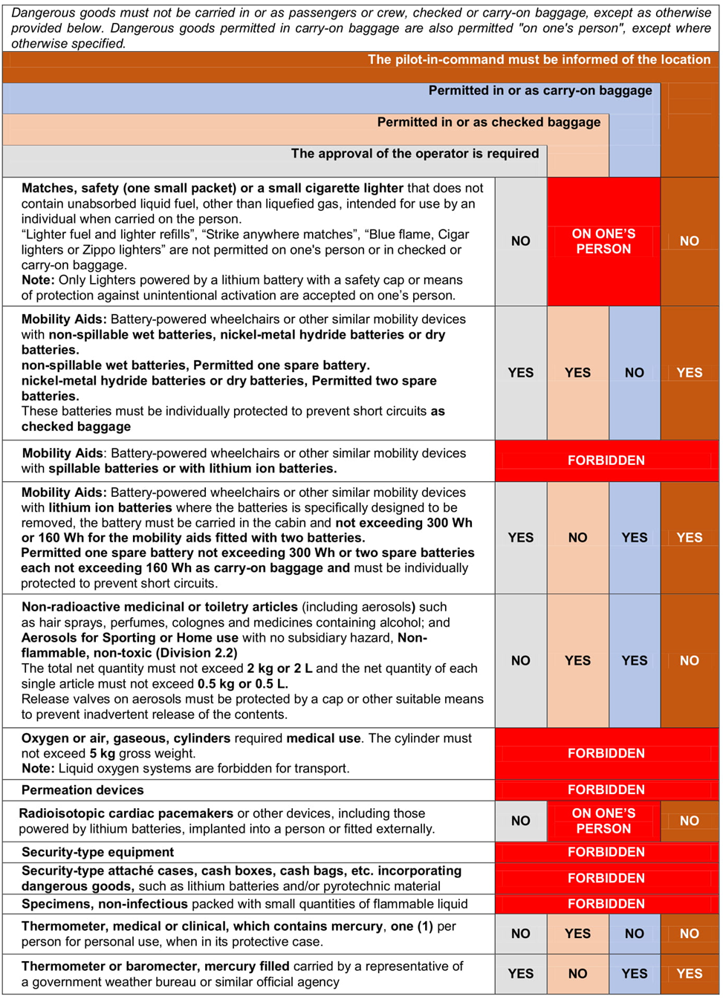 Dangerous goods must not be carried in or as passengers or crew, checked or carry-on baggage, except as otherwise
provided below. Dangerous goods permitted in carry-on baggage are also permitted "on one's person", except where
otherwise specified.
The pilot-in-command must be informed of the location
Permitted in or as carry-on baggage
Permitted in or as checked baggage
The approval of the operator is required
Matches, safety (one small packet) or a small cigarette lighter that does not
contain unabsorbed liquid fuel, other than liquefied gas, intended for use by an
individual when carried on the person.
“Lighter fuel and lighter refills”, “Strike anywhere matches”, “Blue flame, Cigar
lighters or Zippo lighters” are not permitted on one's person or in checked or
carry-on baggage.
Note: Only Lighters powered by a lithium battery with a safety cap or means
of protection against unintentional activation are accepted on one’s person.
NO
ON ONE’S
PERSON
NO
Mobility Aids: Battery-powered wheelchairs or other similar mobility devices
with non-spillable wet batteries, nickel-metal hydride batteries or dry
batteries.
non-spillable wet batteries, Permitted one spare battery.
nickel-metal hydride batteries or dry batteries, Permitted two spare
batteries.
These batteries must be individually protected to prevent short circuits as
checked baggage
YES
YES
NO
YES
Mobility Aids: Battery-powered wheelchairs or other similar mobility devices
with spillable batteries or with lithium ion batteries.
FORBIDDEN
Mobility Aids: Battery-powered wheelchairs or other similar mobility devices
with lithium ion batteries where the batteries is specifically designed to be
removed, the battery must be carried in the cabin and not exceeding 300 Wh
or 160 Wh for the mobility aids fitted with two batteries.
Permitted one spare battery not exceeding 300 Wh or two spare batteries
each not exceeding 160 Wh as carry-on baggage and must be individually
protected to prevent short circuits.
YES
NO
YES
YES
Non-radioactive medicinal or toiletry articles (including aerosols) such
as hair sprays, perfumes, colognes and medicines containing alcohol; and
Aerosols for Sporting or Home use with no subsidiary hazard, Non-
flammable, non-toxic (Division 2.2)
The total net quantity must not exceed 2 kg or 2 L and the net quantity of each
single article must not exceed 0.5 kg or 0.5 L.
Release valves on aerosols must be protected by a cap or other suitable means
to prevent inadvertent release of the contents.
NO
YES
YES
NO
Oxygen or air, gaseous, cylinders required medical use. The cylinder must
not exceed 5 kg gross weight.
Note: Liquid oxygen systems are forbidden for transport.
FORBIDDEN
Permeation devices
FORBIDDEN
Radioisotopic cardiac pacemakers or other devices, including those
powered by lithium batteries, implanted into a person or fitted externally.
NO
ON ONE’S
PERSON
NO
Security-type equipment
FORBIDDEN
Security-type attaché cases, cash boxes, cash bags, etc. incorporating
dangerous goods, such as lithium batteries and/or pyrotechnic material
FORBIDDEN
Specimens, non-infectious packed with small quantities of flammable liquid
FORBIDDEN
Thermometer, medical or clinical, which contains mercury, one (1) per
person for personal use, when in its protective case.
NO
YES
NO
NO
Thermometer or baromecter, mercury filled carried by a representative of
a government weather bureau or similar official agency
YES
NO
YES
YES